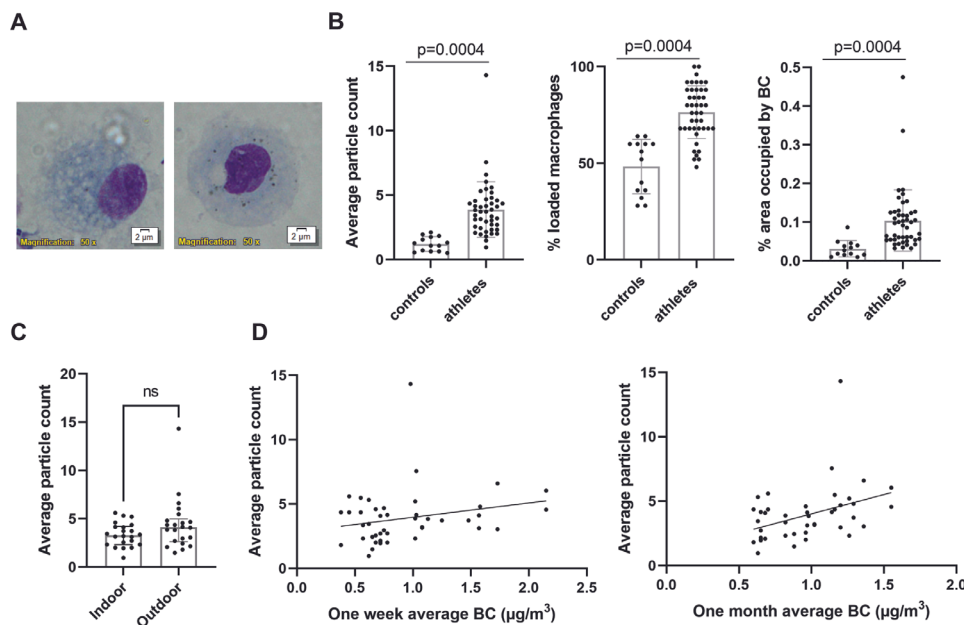 A
Magnification: 50 x
2 µm
Magnification: 50 x
2 µm
B
p=0.0004
Average particle count
15
10
5
0
controls
athletes
p=0.0004
% loaded macrophages
100
50
0
controls
athletes
p=0.0004
% area occupied by BC
0.5
0.4
0.3
0.2
0.1
0.0
controls
athletes
C
ns
Average particle count
20
15
10
5
0
Indoor
Outdoor
D
Average particle count
15
10
5
0
0.0
0.5
1.0
1.5
2.0
2.5
One week average BC (µg/m³)
Average particle count
15
10
5
0
0.0
0.5
1.0
1.5
2.0
One month average BC (µg/m³)